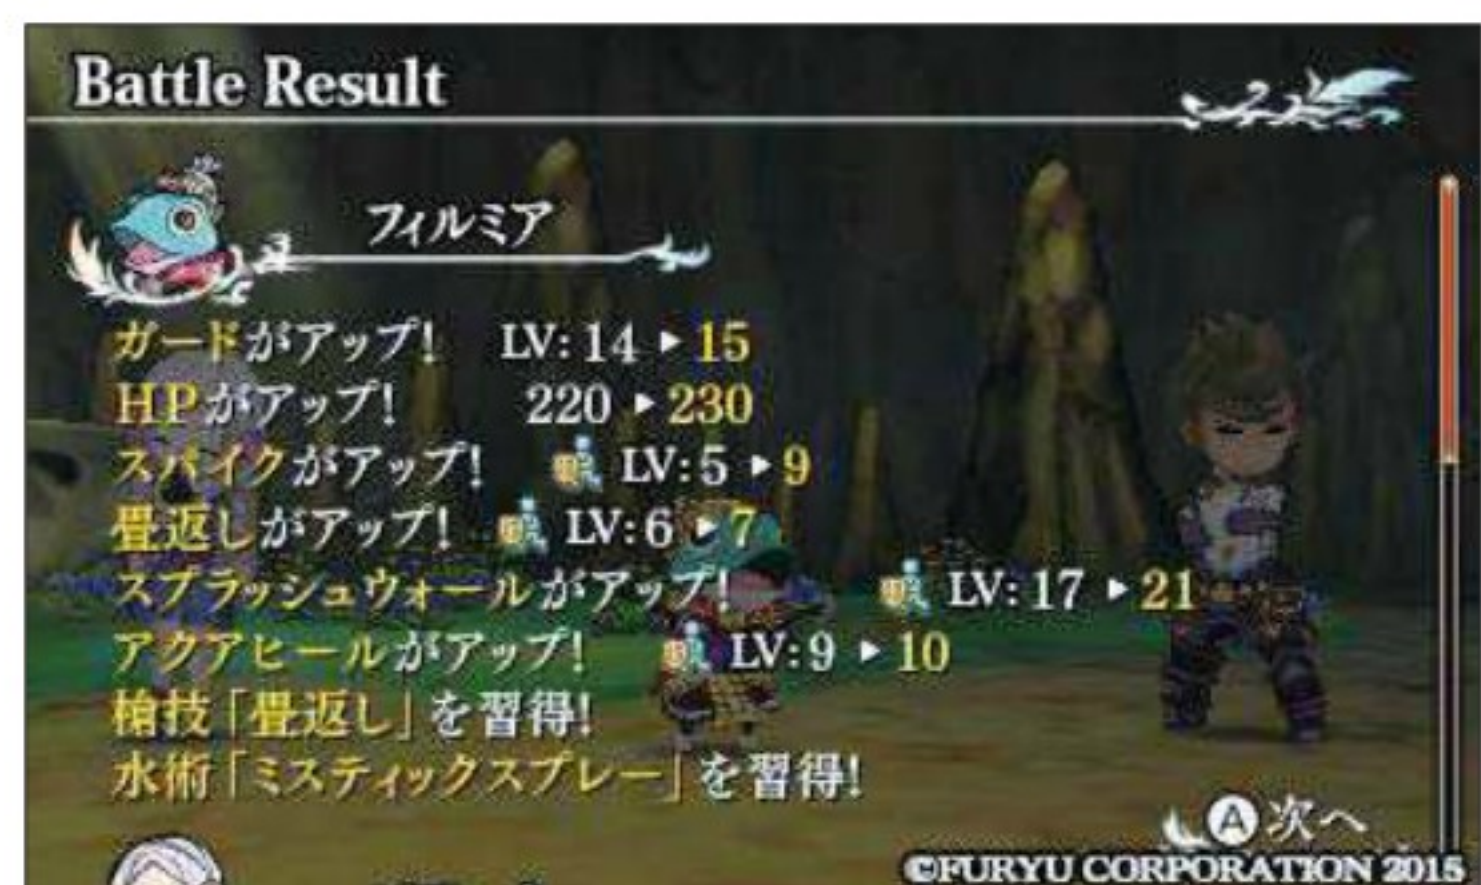 Battle Result
フィルミア
ガードがアップ! LV:14 ▶ 15
HPがアップ! 220 ▶ 230
スパイクがアップ! LV:5 ▶ 9
畳返しがアップ! LV:6 ▶ 7
スプラッシュウォールがアップ! LV:17 ▶ 21
アクアヒールがアップ! LV:9 ▶ 10
槍技「畳返し」を習得!
水術「ミスティックスプレー」を習得!
A次へ
©FURYU CORPORATION 2015